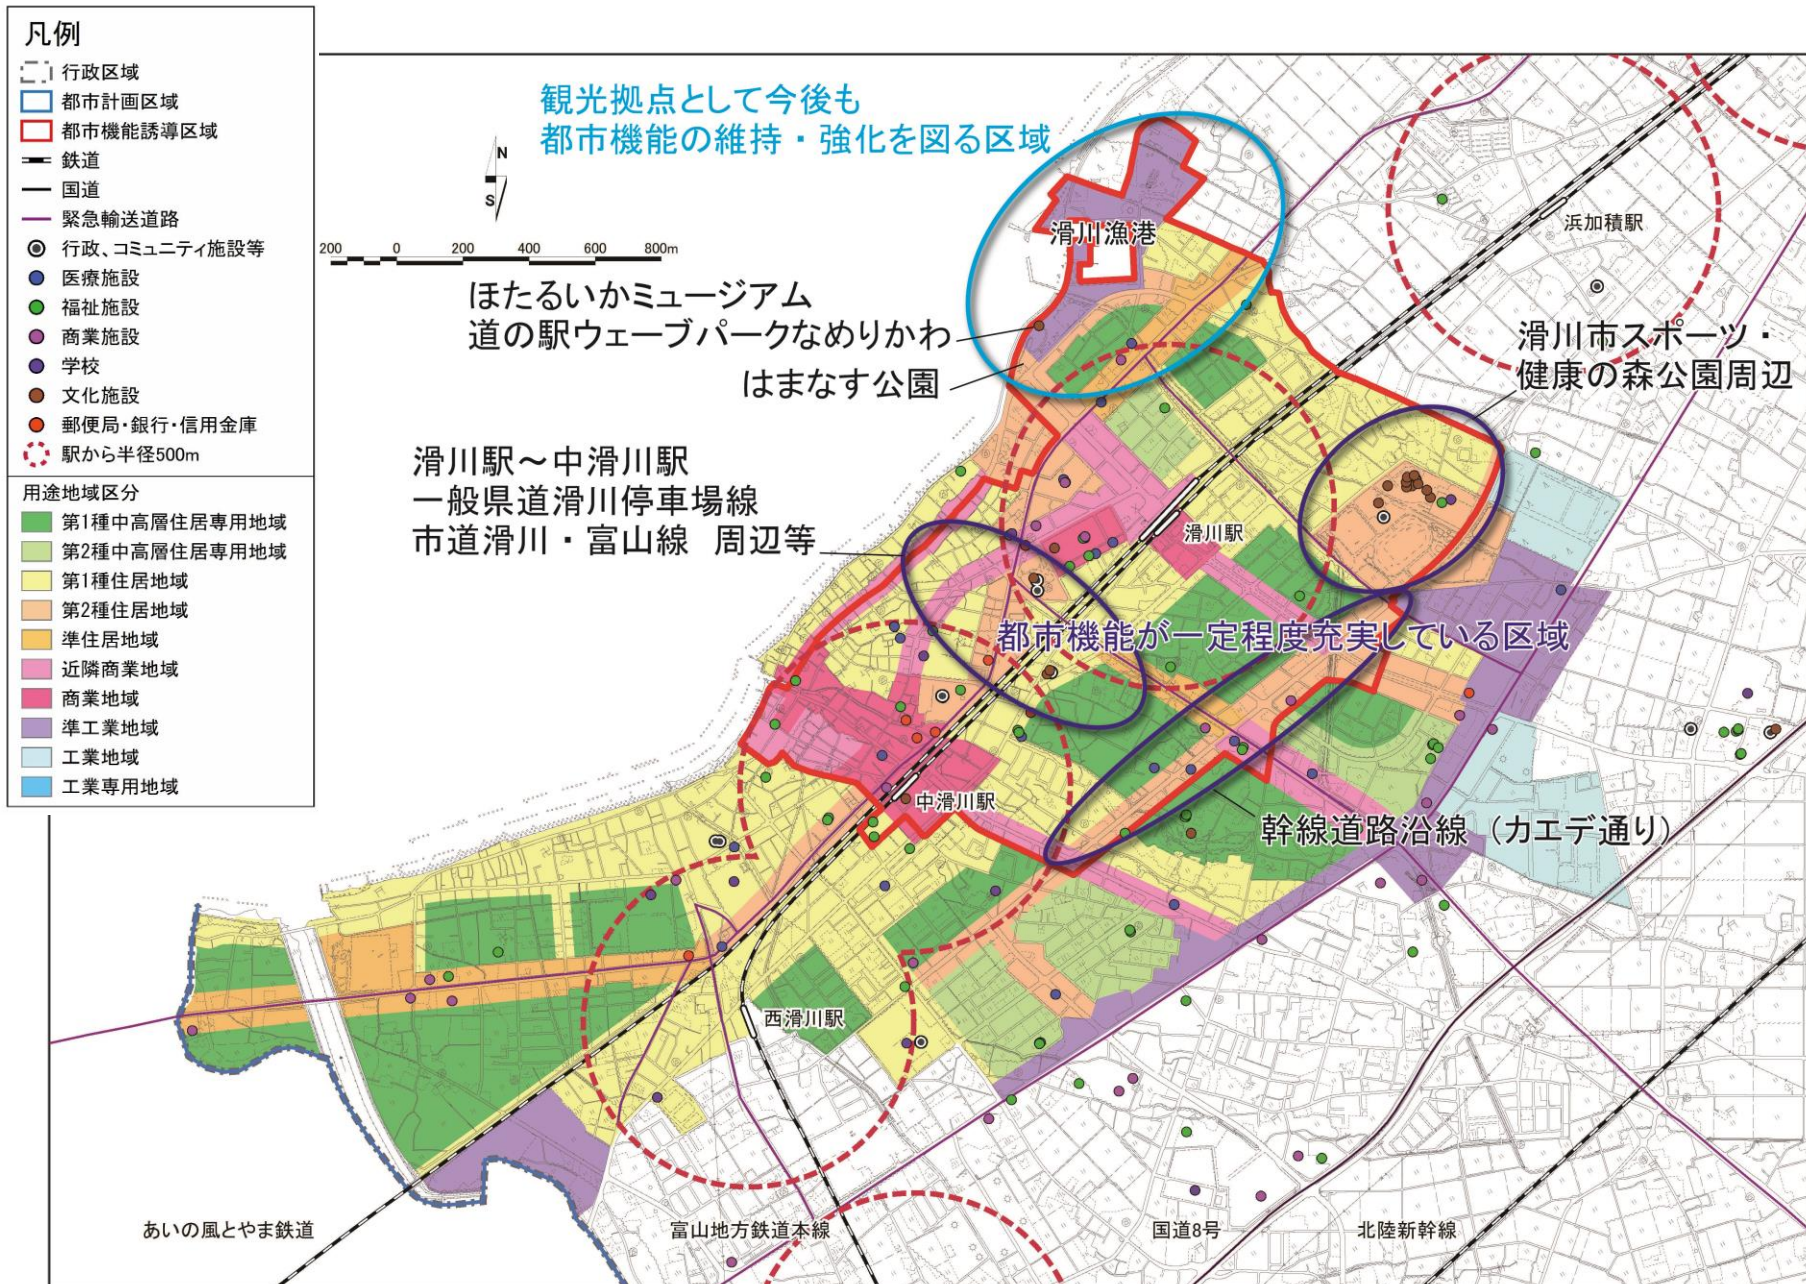 凡例
行政区域
都市計画区域
都市機能誘導区域
鉄道
国道
緊急輸送道路
行政、コミュニティ施設等
医療施設
福祉施設
商業施設
学校
文化施設
郵便局・銀行・信用金庫
駅から半径500m
用途地域区分
第1種中高層住居専用地域
第2種中高層住居専用地域
第1種住居地域
第2種住居地域
準住居地域
近隣商業地域
商業地域
準工業地域
工業地域
工業専用地域
観光拠点として今後も
都市機能の維持・強化を図る区域
N
S
200 0 200 400 600 800m
滑川漁港
浜加積駅
ほたるいかミュージアム
道の駅ウェーブパークなめりかわ
はまなす公園
滑川市スポーツ・
健康の森公園周辺
滑川駅～中滑川駅
一般県道滑川停車場線
市道滑川・富山線 周辺等
滑川駅
都市機能が一定程度充実している区域
中滑川駅
幹線道路沿線（カエデ通り）
西滑川駅
あいの風とやま鉄道
富山地方鉄道本線
国道8号
北陸新幹線